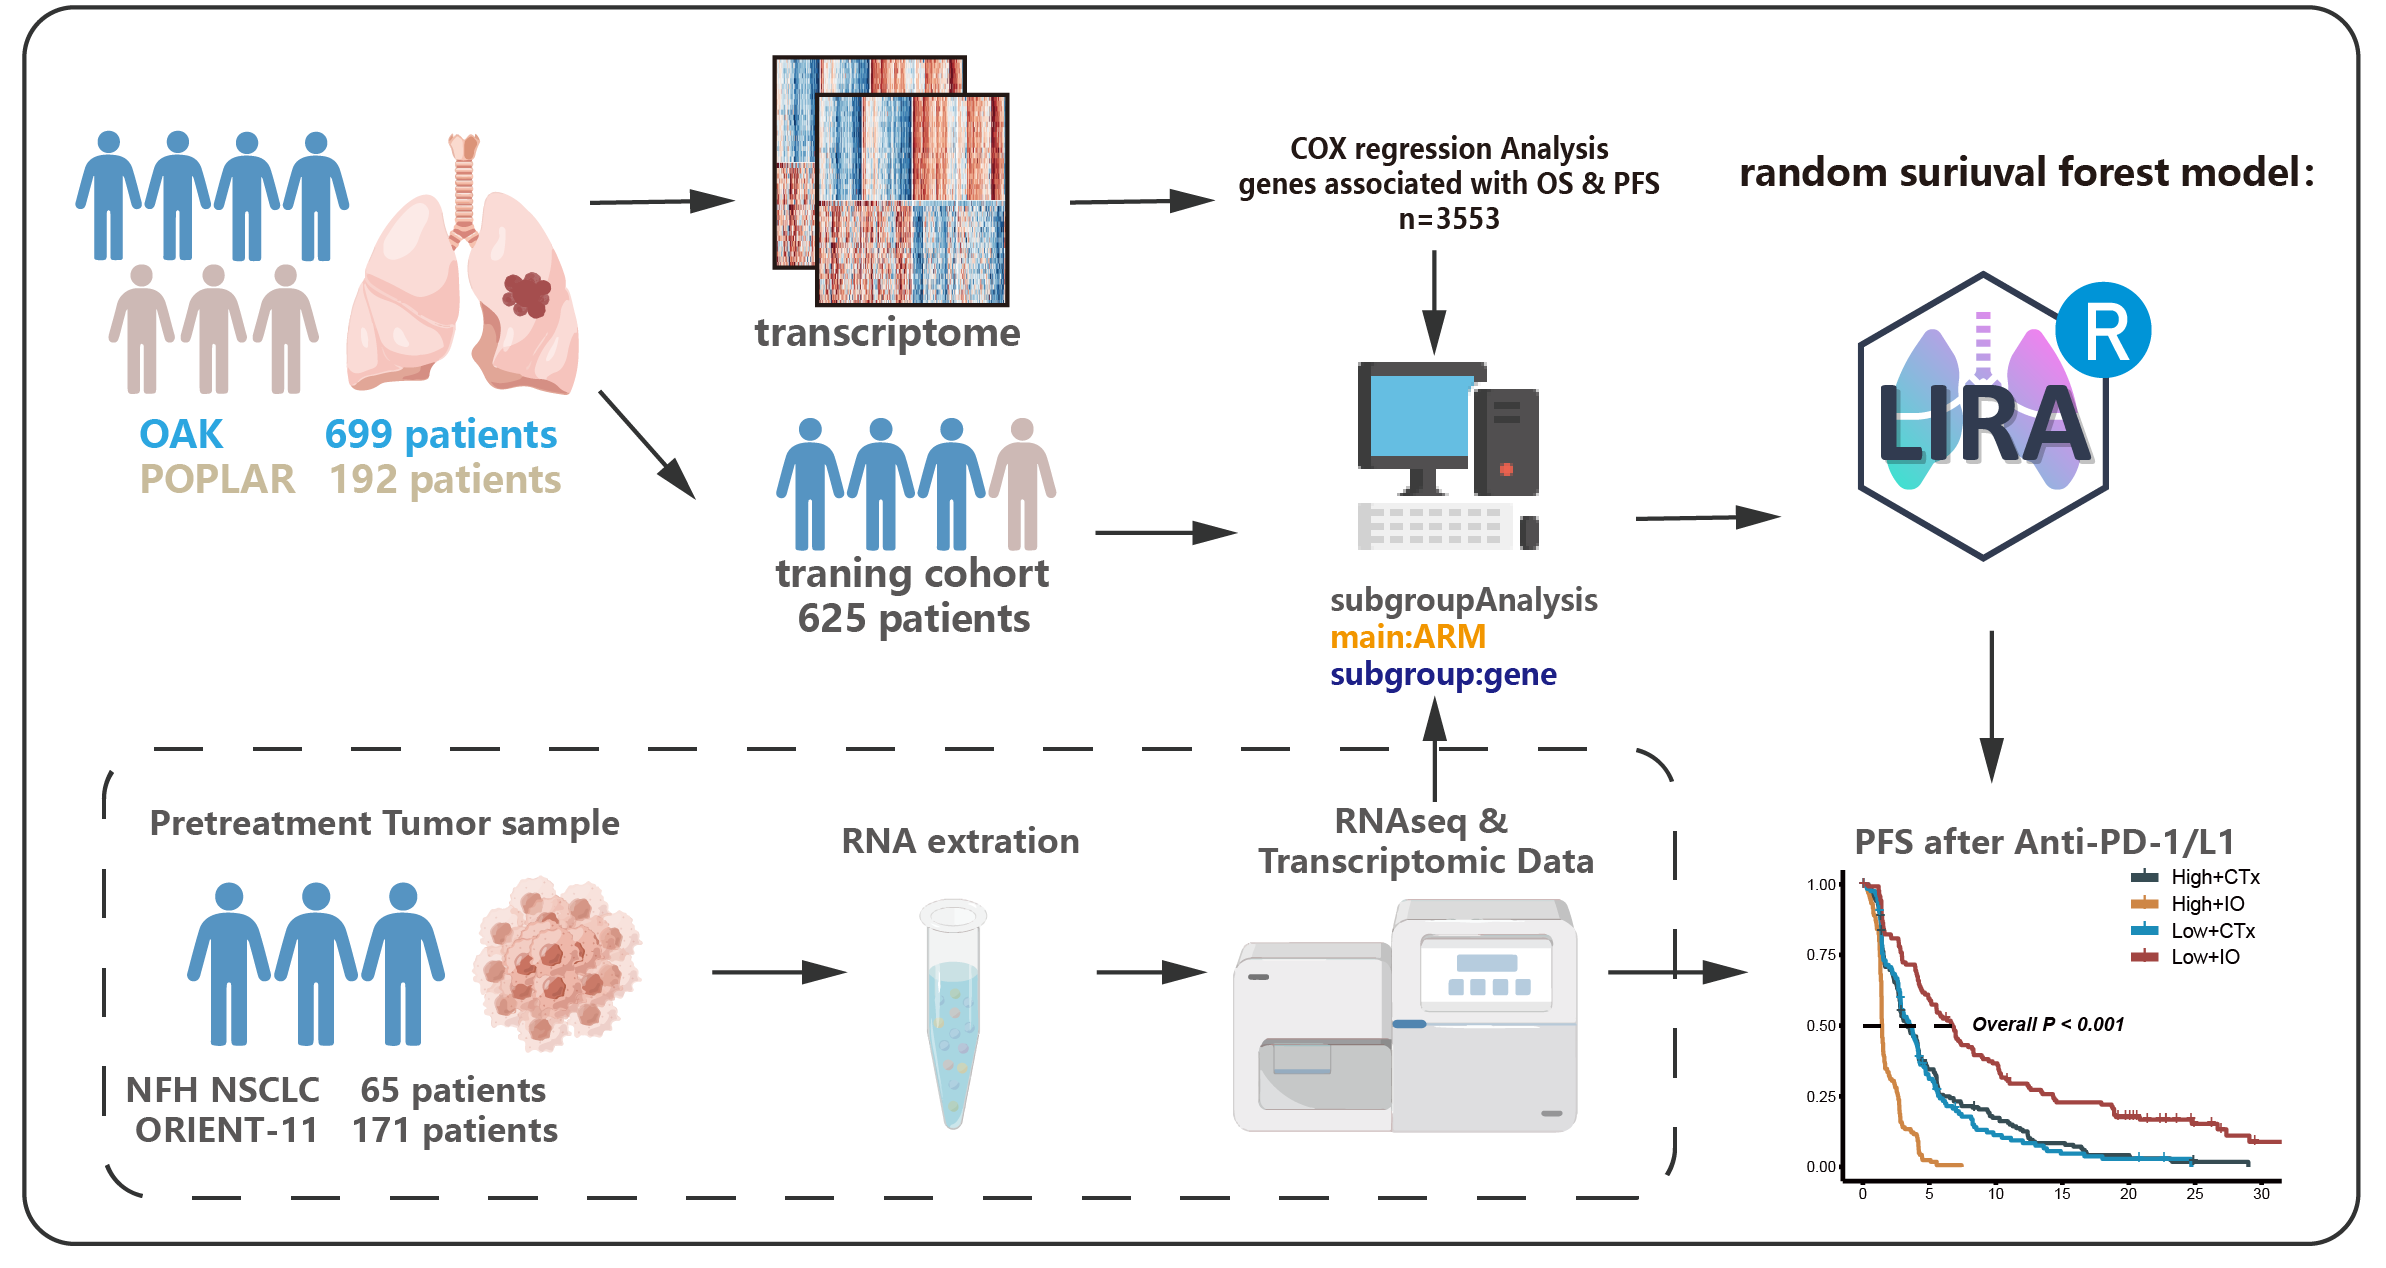 OAK 699 patients
POPLAR 192 patients
transcriptome
COX regression Analysis
genes associated with OS & PFS
n=3553
random suriuval forest model:
R
LIRA
traning cohort
625 patients
subgroupAnalysis
main:ARM
subgroup:gene
Pretreatment Tumor sample
NFH NSCLC 65 patients
ORIENT-11 171 patients
RNA extration
RNAseq &
Transcriptomic Data
PFS after Anti-PD-1/L1
High+CTx
High+IO
Low+CTx
Low+IO
Overall P < 0.001
1.00
0.75
0.50
0.25
0.00
0 5 10 15 20 25 30